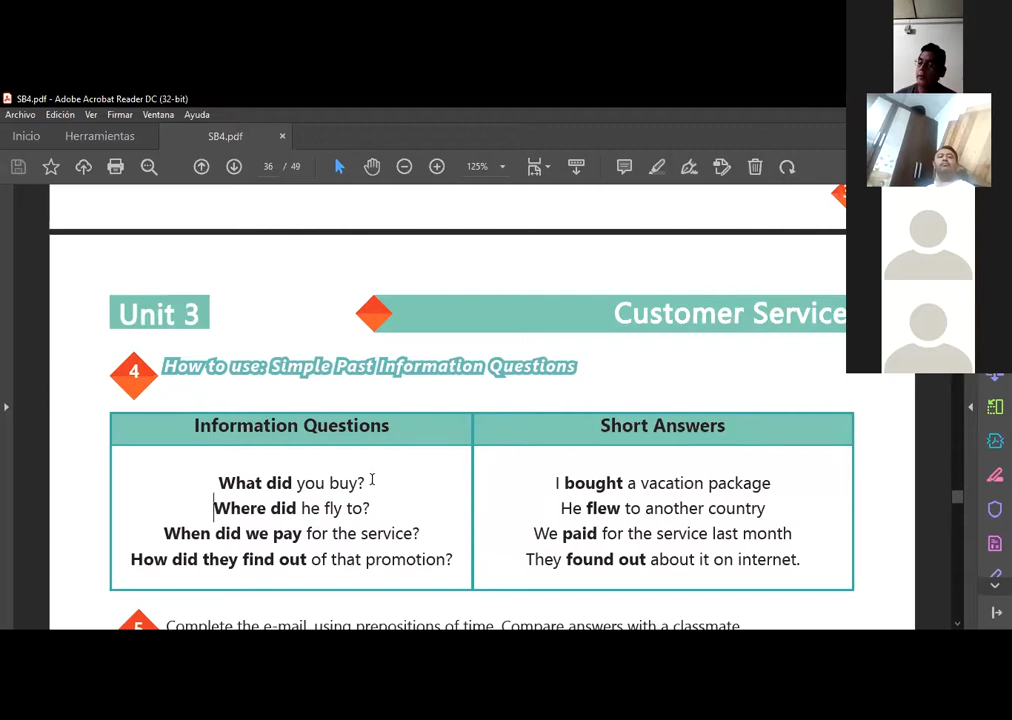 SB4.pdf - Adobe Acrobat Reader DC (32-bit)
Archivo Edición Ver Firmar Ventana Ayuda
Inicio Herramientas SB4.pdf ×
36 / 49 125%
Unit 3 Customer Service
4 How to use: Simple Past Information Questions
Information Questions Short Answers
What did you buy? I bought a vacation package
Where did he fly to? He flew to another country
When did we pay for the service? We paid for the service last month
How did they find out of that promotion? They found out about it on internet.
5 Complete the e-mail, using prepositions of time. Compare answers with a classmate